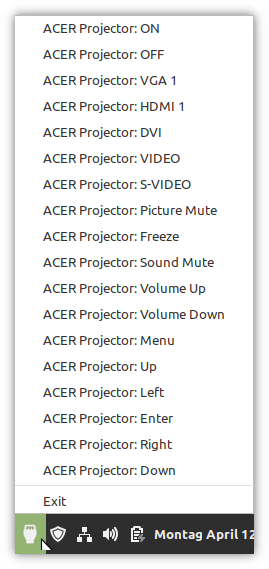 ACER Projector: ON
ACER Projector: OFF
ACER Projector: VGA 1
ACER Projector: HDMI 1
ACER Projector: DVI
ACER Projector: VIDEO
ACER Projector: S-VIDEO
ACER Projector: Picture Mute
ACER Projector: Freeze
ACER Projector: Sound Mute
ACER Projector: Volume Up
ACER Projector: Volume Down
ACER Projector: Menu
ACER Projector: Up
ACER Projector: Left
ACER Projector: Enter
ACER Projector: Right
ACER Projector: Down
Exit
Montag April 12